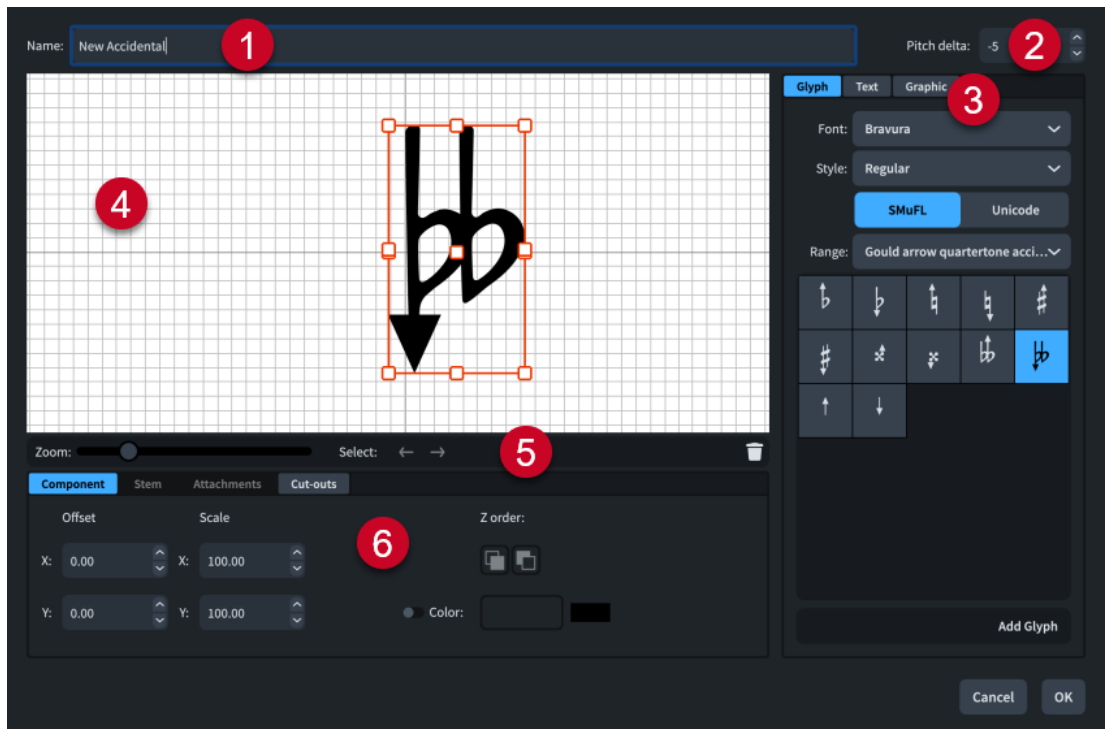 Name: New Accidental 1 Pitch delta: -5 2
Glyph Text Graphic 3
Font: Bravura
Style: Regular
SMuFL Unicode
Range: Gould arrow quartertone acci...
4
Zoom: Select: ← → 5
Component Stem Attachments Cut-outs
Offset Scale Z order:
6
X: 0.00 X: 100.00
Y: 0.00 Y: 100.00 Color:
Add Glyph
Cancel OK